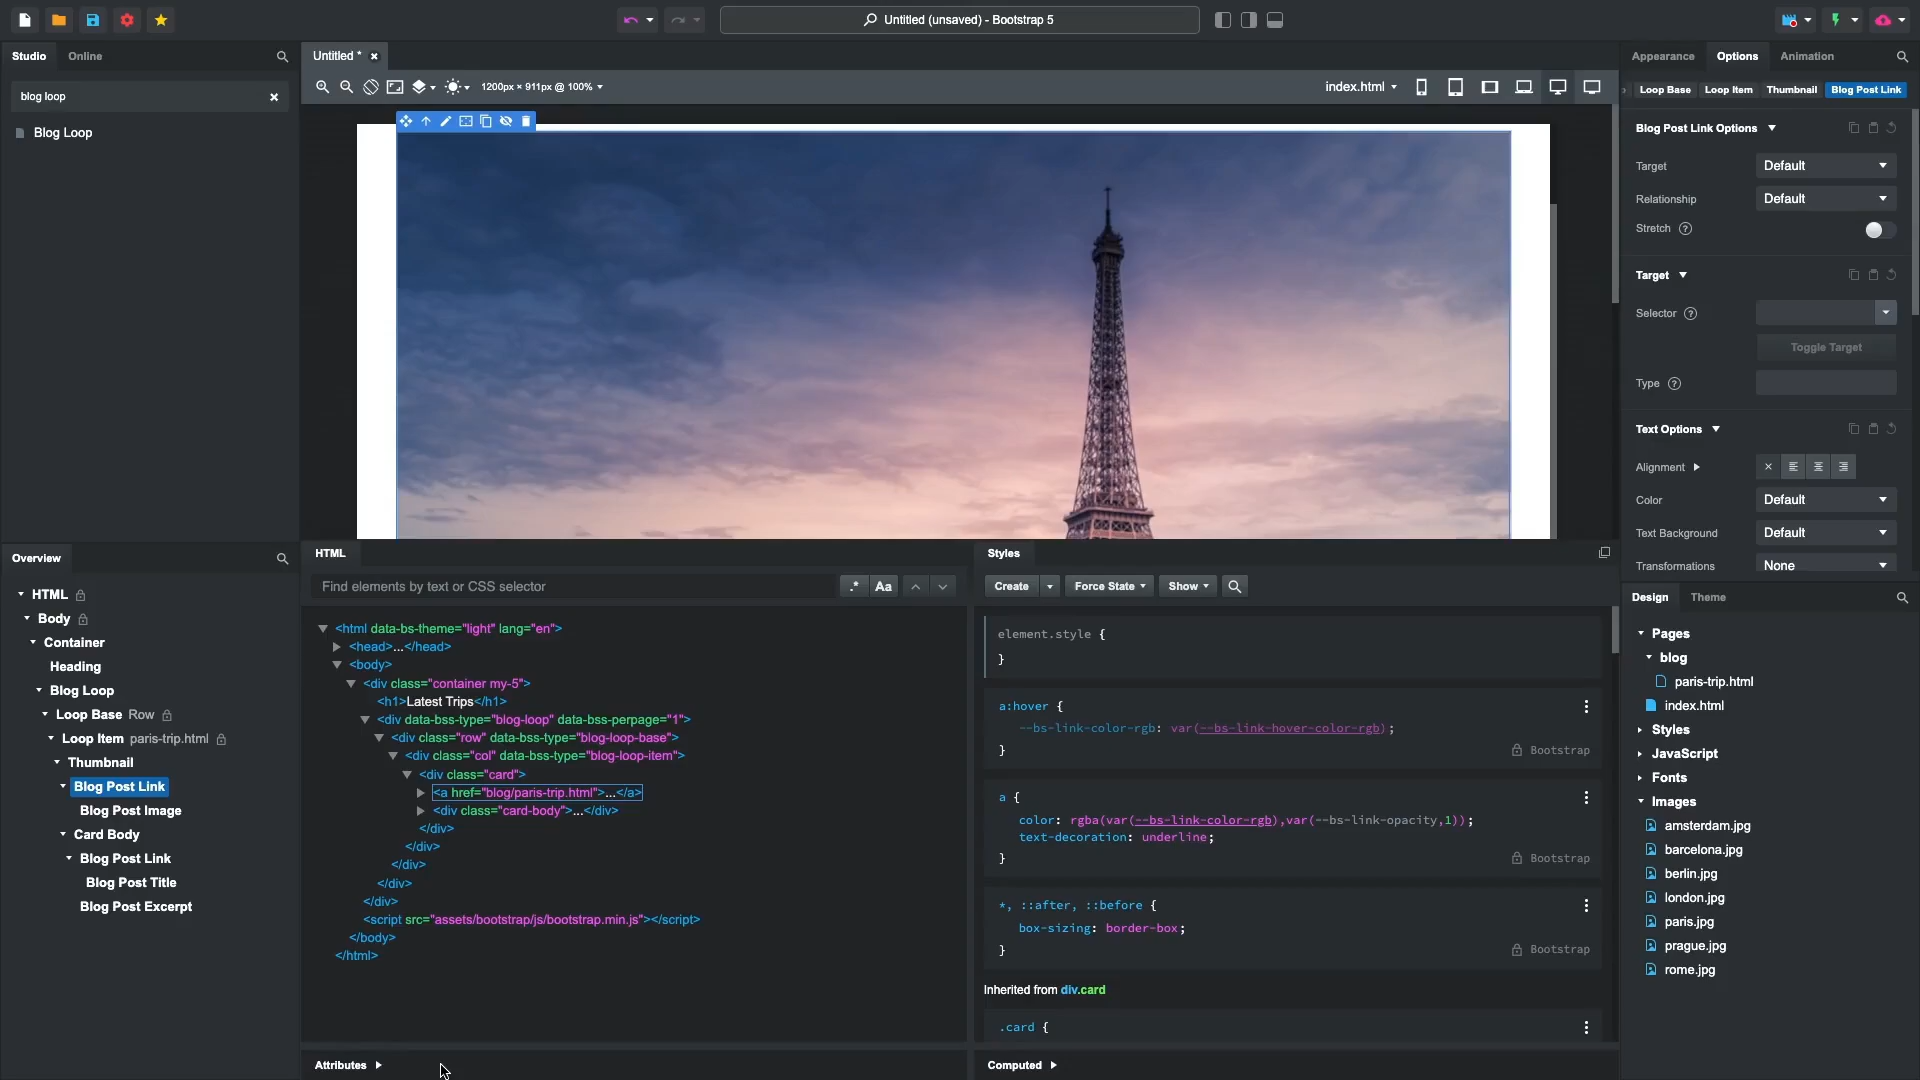 Untitled (unsaved) - Bootstrap 5
Studio
Online
blog loop
Blog Loop
Untitled *
1200px × 911px @ 100%
index.html
Appearance
Options
Animation
Loop Base
Loop Item
Thumbnail
Blog Post Link
Blog Post Link Options
Target
Default
Relationship
Default
Stretch
Target
Selector
Toggle Target
Type
Text Options
Alignment
Color
Default
Text Background
Default
Transformations
None
Overview
HTML
Body
Container
Heading
Blog Loop
Loop Base Row
Loop Item paris-trip.html
Thumbnail
Blog Post Link
Blog Post Image
Card Body
Blog Post Link
Blog Post Title
Blog Post Excerpt
HTML
Find elements by text or CSS selector
.*
Aa
<html data-bs-theme="light" lang="en">
<head>...</head>
<body>
<div class="container my-5">
<h1>Latest Trips</h1>
<div data-bss-type="blog-loop" data-bss-perpage="1">
<div class="row" data-bss-type="blog-loop-base">
<div class="col" data-bss-type="blog-loop-item">
<div class="card">
<a href="blog/paris-trip.html">...</a>
<div class="card-body">...</div>
</div>
</div>
</div>
</div>
</div>
<script src="assets/bootstrap/js/bootstrap.min.js"></script>
</body>
</html>
Attributes
Styles
Create
Force State
Show
element.style {
}
a:hover {
--bs-link-color-rgb: var(--bs-link-hover-color-rgb);
}
Bootstrap
a {
color: rgba(var(--bs-link-color-rgb),var(--bs-link-opacity,1));
text-decoration: underline;
}
Bootstrap
*, ::after, ::before {
box-sizing: border-box;
}
Bootstrap
Inherited from div.card
.card {
Computed
Design
Theme
Pages
blog
paris-trip.html
index.html
Styles
JavaScript
Fonts
Images
amsterdam.jpg
barcelona.jpg
berlin.jpg
london.jpg
paris.jpg
prague.jpg
rome.jpg